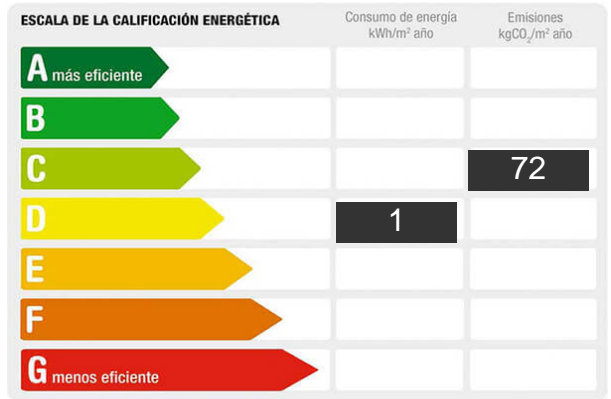 ESCALA DE LA CALIFICACIÓN ENERGÉTICA
Consumo de energía
kWh/m² año
Emisiones
kgCO₂/m² año
A más eficiente
B
C
72
D
1
E
F
G menos eficiente